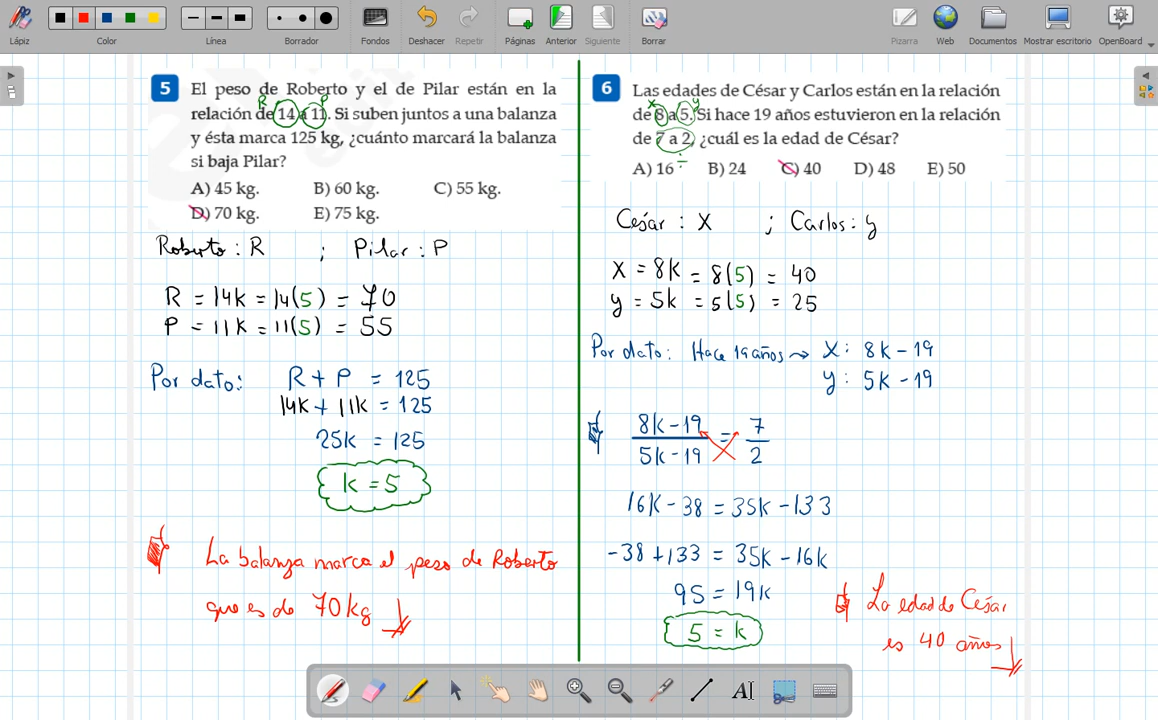 Lápiz Color Línea Borrador Fondos Deshacer Repetir Páginas Anterior Siguiente Borrar Pizarra Web Documentos Mostrar escritorio OpenBoard
5 El peso de Roberto y el de Pilar están en la
R P
relación de 14 a 11. Si suben juntos a una balanza
y ésta marca 125 kg, ¿cuánto marcará la balanza
si baja Pilar?
A) 45 kg. B) 60 kg. C) 55 kg.
D) 70 kg. E) 75 kg.
Roberto : R ; Pilar : P
R = 14k = 14(5) = 70
P = 11k = 11(5) = 55
Por dato: R + P = 125
14k + 11k = 125
25k = 125
k = 5
La balanza marca el peso de Roberto
que es de 70kg
6 Las edades de César y Carlos están en la relación
x y
de 8 a 5. Si hace 19 años estuvieron en la relación
de 7 a 2, ¿cuál es la edad de César?
A) 16 B) 24 C) 40 D) 48 E) 50
César : X ; Carlos : y
X = 8k = 8(5) = 40
y = 5k = 5(5) = 25
Por dato: Hace 19 años → X : 8k - 19
y : 5k - 19
8k - 19 = 7
5k - 19 2
16k - 38 = 35k - 133
-38 + 133 = 35k - 16k
95 = 19k
5 = k
La edad de César
es 40 años